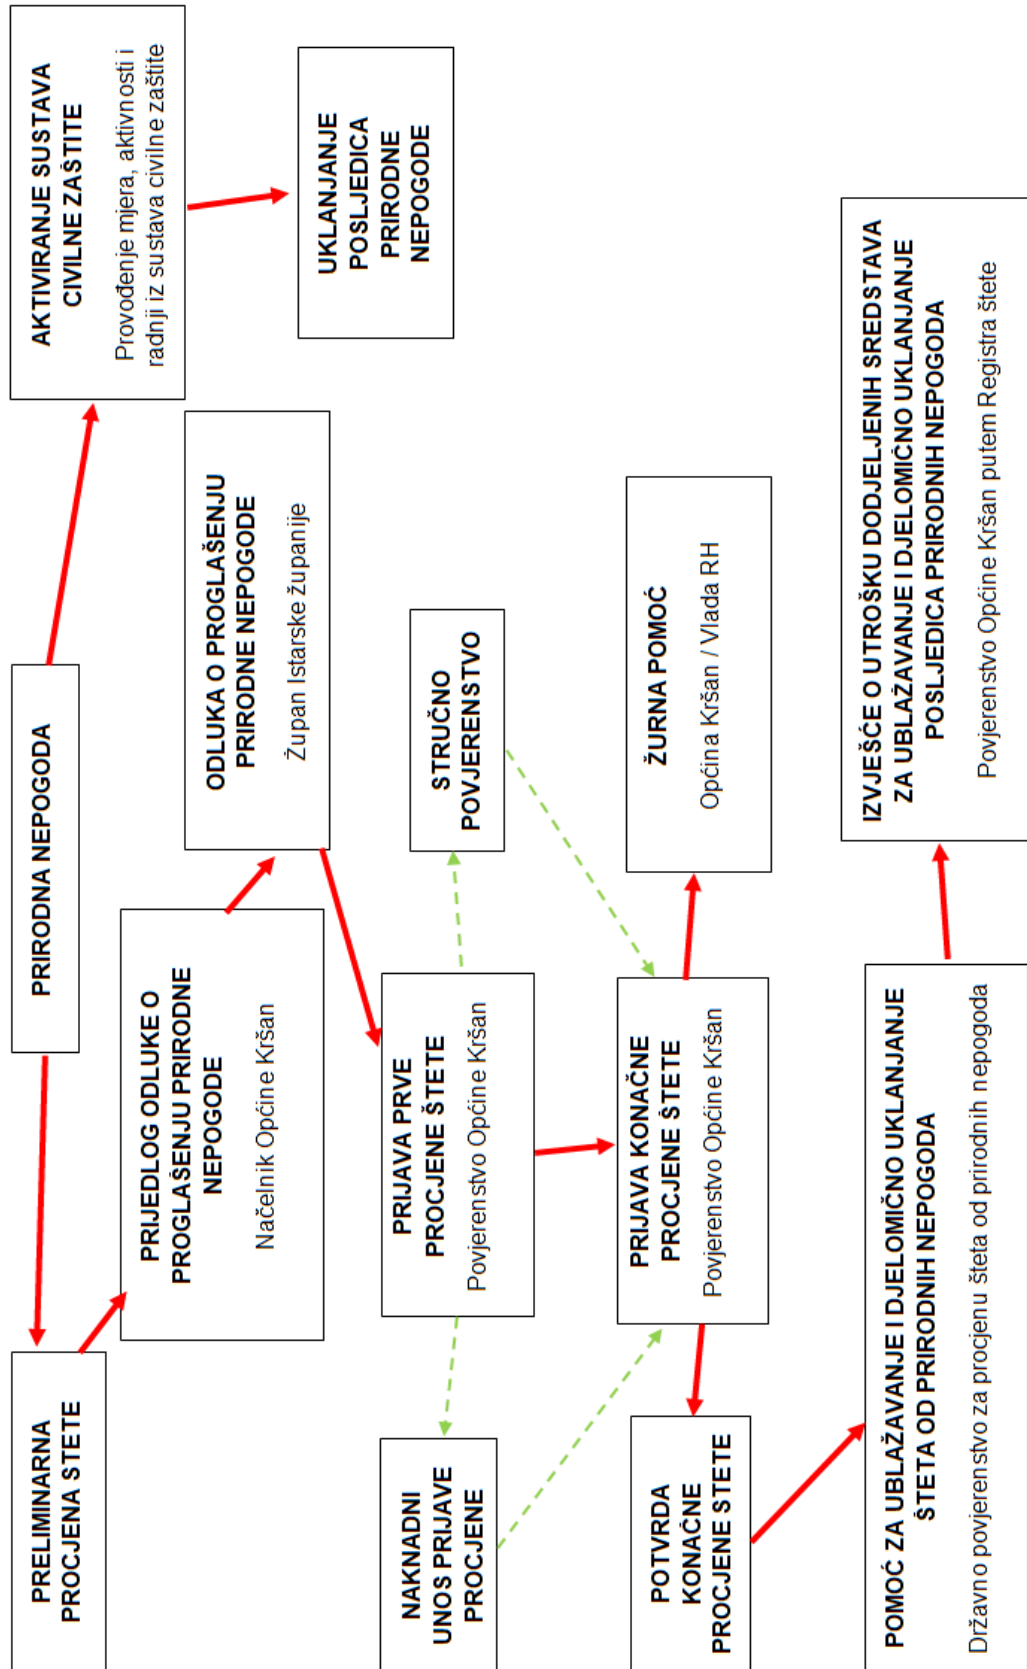 PRIRODNA NEPOGODA
PRELIMINARNA
PROCJENA STETE
AKTIVIRANJE SUSTAVA
CIVILNE ZAŠTITE
Provođenje mjera, aktivnosti i
radnji iz sustava civilne zaštite
PRIJEDLOG ODLUKE O
PROGLAŠENJU PRIRODNE
NEPOGODE
Načelnik Općine Kršan
ODLUKA O PROGLAŠENJU
PRIRODNE NEPOGODE
Župan Istarske županije
UKLANJANJE
POSLJEDICA
PRIRODNE
NEPOGODE
NAKNADNI
UNOS PRIJAVE
PROCJENE
PRIJAVA PRVE
PROCJENE ŠTETE
Povjerenstvo Općine Kršan
STRUČNO
POVJERENSTVO
POTVRDA
KONAČNE
PROCJENE STETE
PRIJAVA KONAČNE
PROCJENE ŠTETE
Povjerenstvo Općine Kršan
ŽURNA POMOĆ
Općina Kršan / Vlada RH
POMOĆ ZA UBLAŽAVANJE I DJELOMIČNO UKLANJANJE
ŠTETA OD PRIRODNIH NEPOGODA
Državno povjerenstvo za procjenu šteta od prirodnih nepogoda
IZVJEŠĆE O UTROŠKU DODJELJENIH SREDSTAVA
ZA UBLAŽAVANJE I DJELOMIČNO UKLANJANJE
POSLJEDICA PRIRODNIH NEPOGODA
Povjerenstvo Općine Kršan putem Registra štete